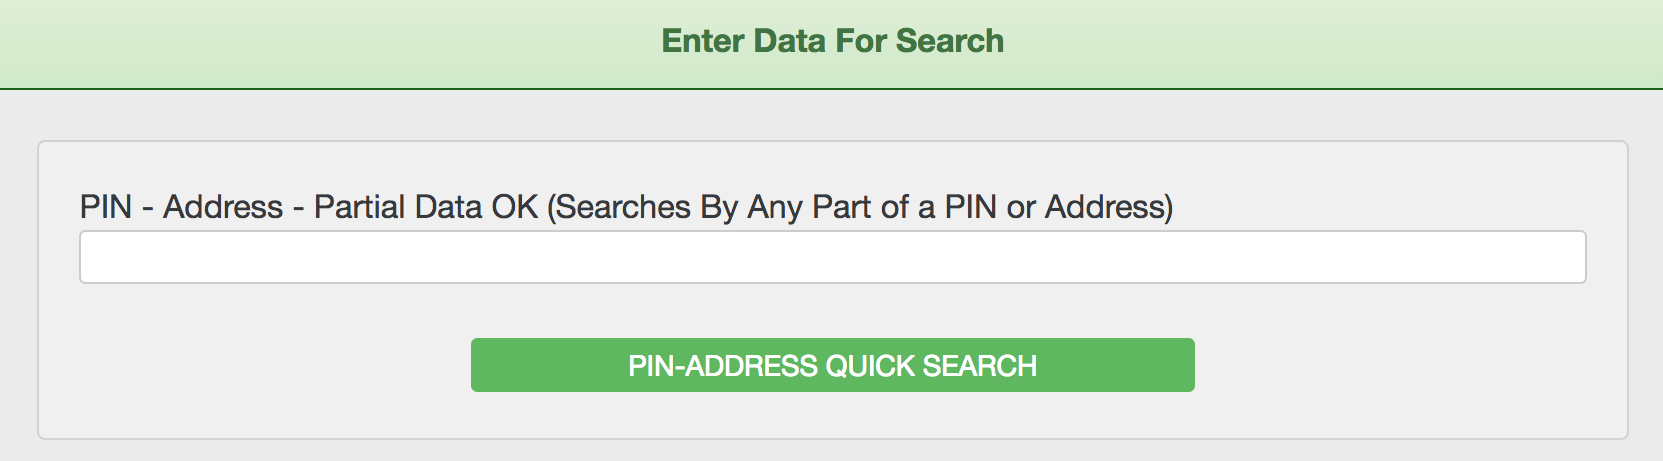 Enter Data For Search
PIN - Address - Partial Data OK (Searches By Any Part of a PIN or Address)
PIN-ADDRESS QUICK SEARCH